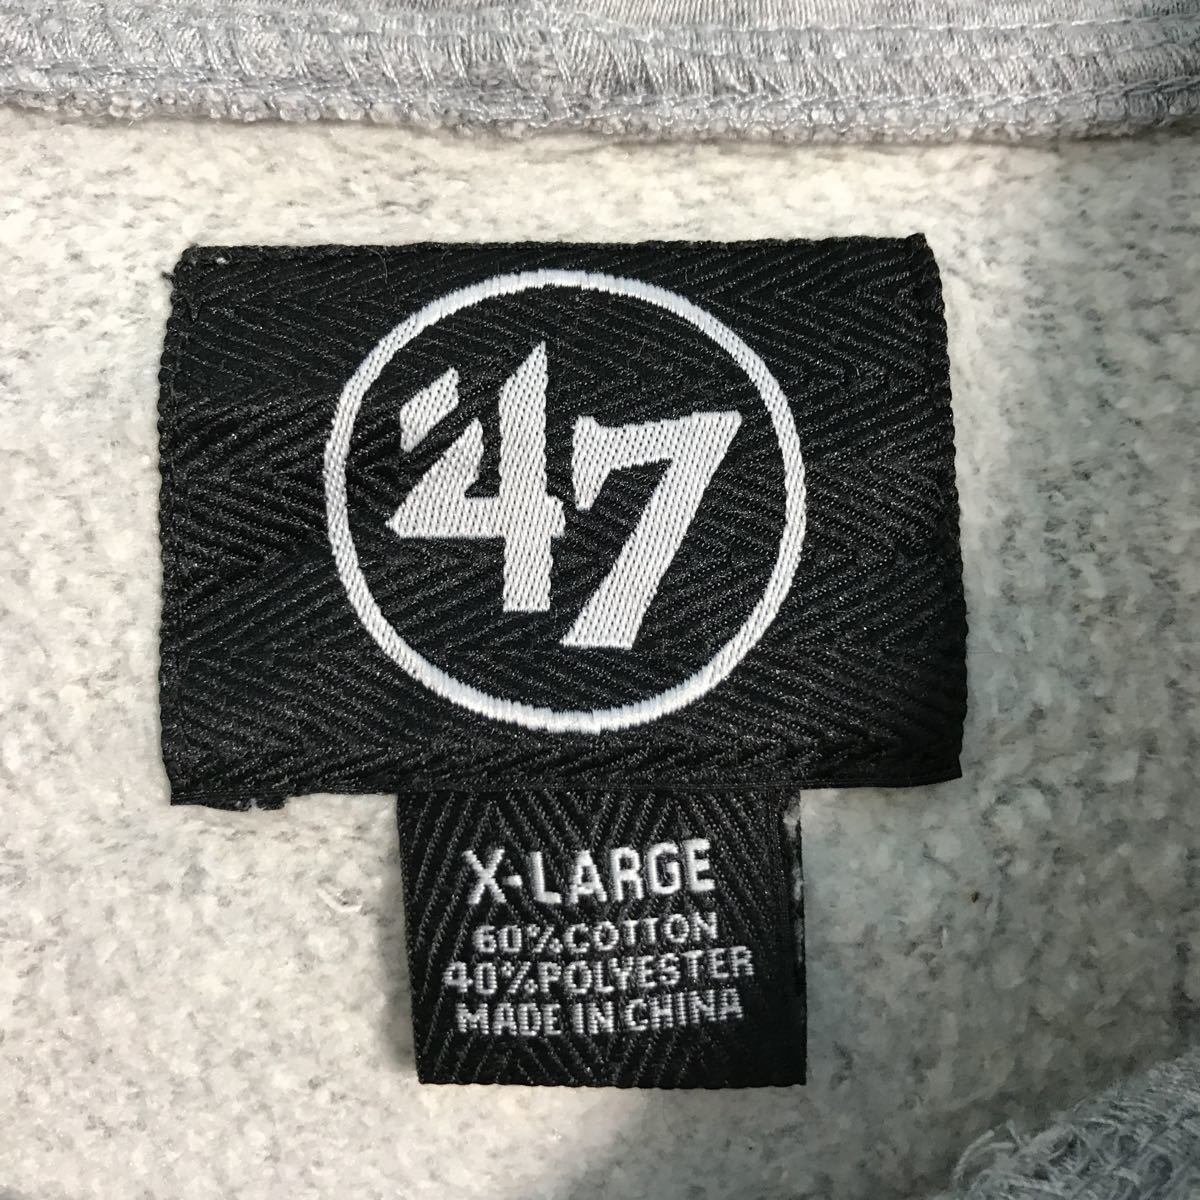 47
X-LARGE
60%COTTON
40%POLYESTER
MADE IN CHINA